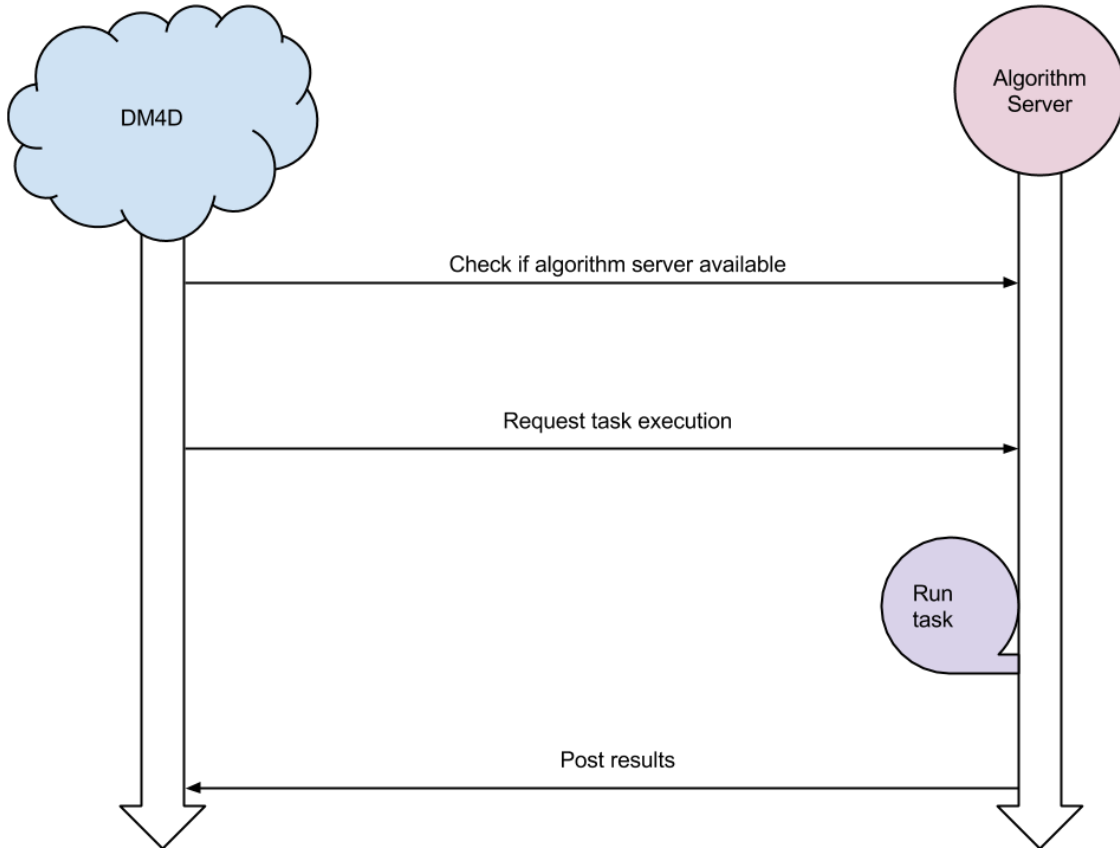 DM4D
Algorithm
Server
Check if algorithm server available
Request task execution
Run
task
Post results